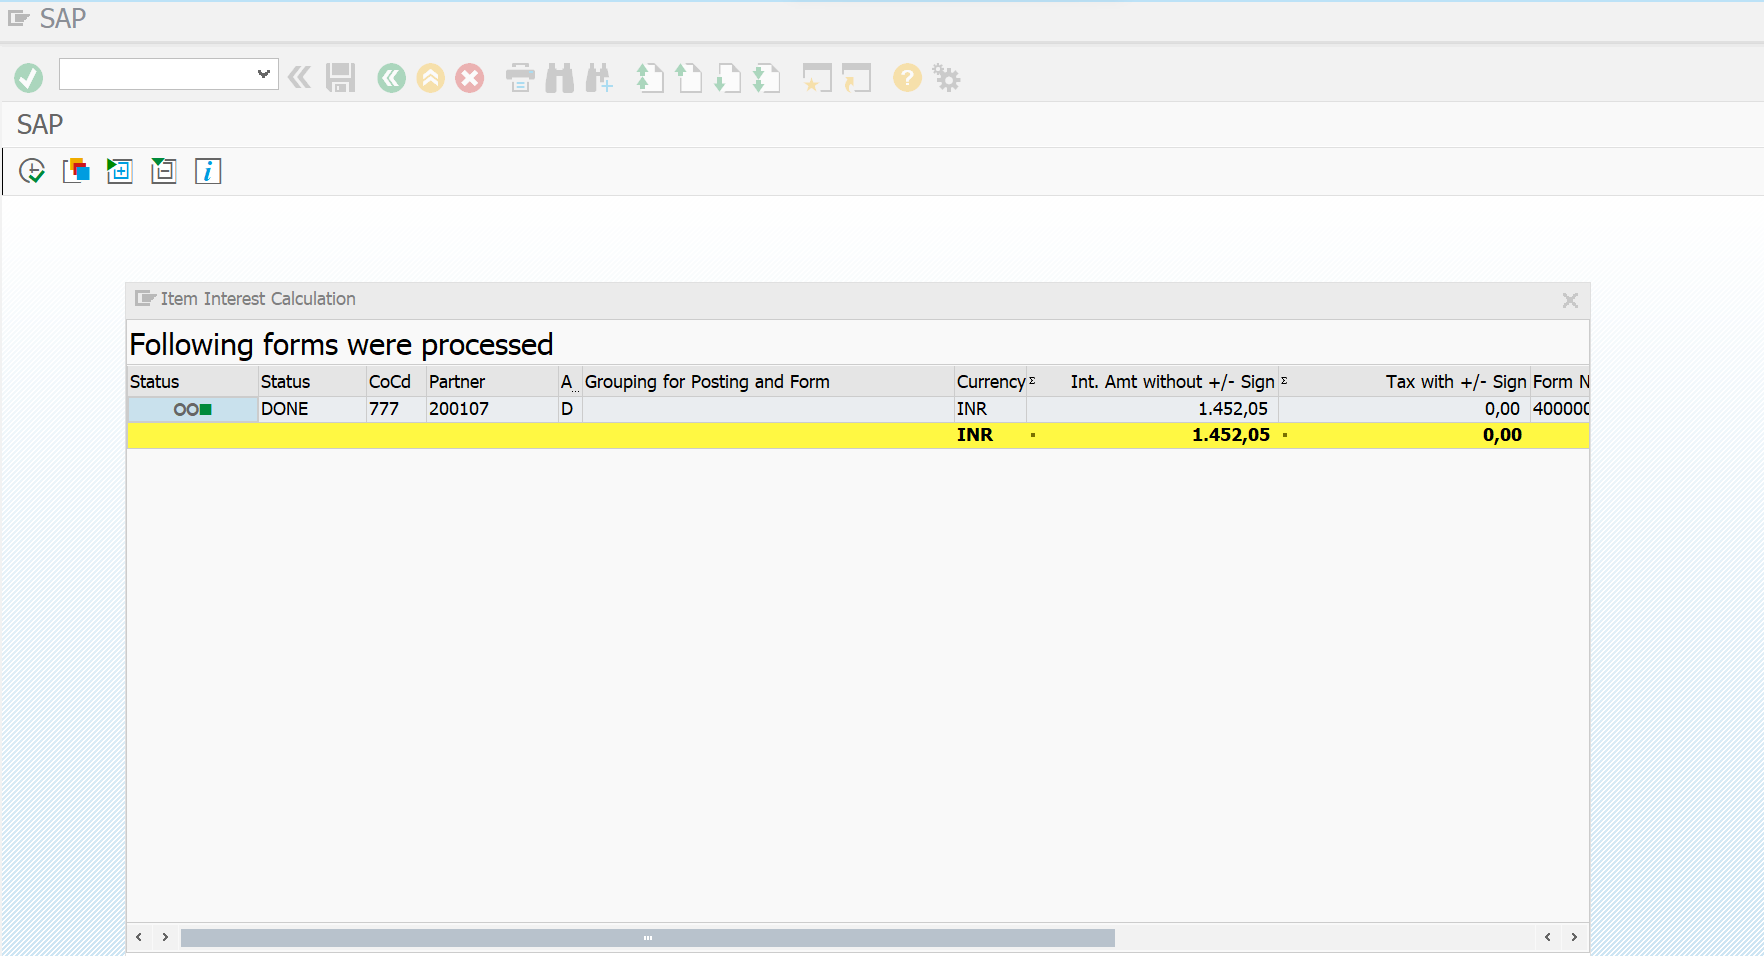 SAP
SAP
Item Interest Calculation
Following forms were processed
Status Status CoCd Partner A.. Grouping for Posting and Form Currency Σ Int. Amt without +/- Sign Σ Tax with +/- Sign Form N
DONE 777 200107 D INR 1.452,05 0,00 400000
INR ▪ 1.452,05 ▪ 0,00